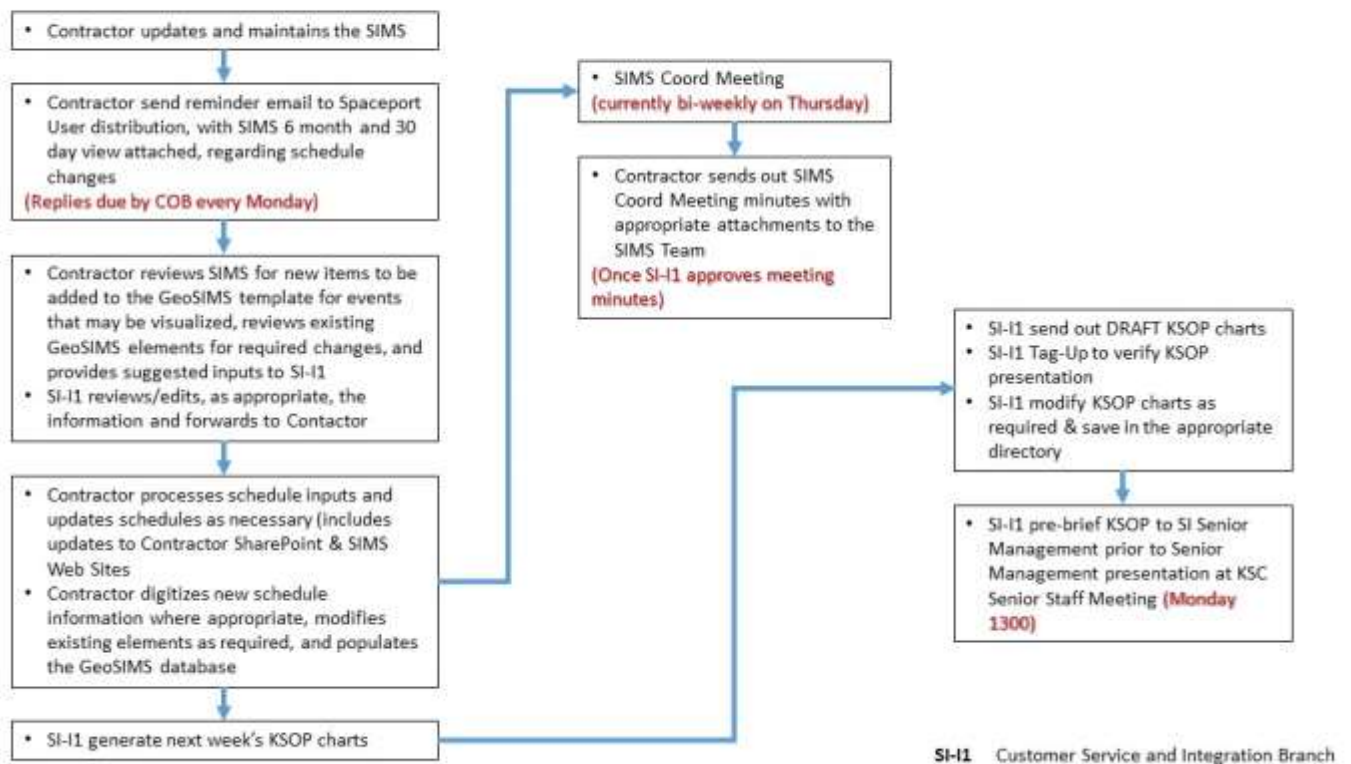 • Contractor updates and maintains the SIMS
• Contractor send reminder email to Spaceport
User distribution, with SIMS 6 month and 30
day view attached, regarding schedule
changes
(Replies due by COB every Monday)
• Contractor reviews SIMS for new items to be
added to the GeoSIMS template for events
that may be visualized, reviews existing
GeoSIMS elements for required changes, and
provides suggested inputs to SI-I1
• SI-I1 reviews/edits, as appropriate, the
information and forwards to Contactor
• Contractor processes schedule inputs and
updates schedules as necessary (includes
updates to Contractor SharePoint & SIMS
Web Sites
• Contractor digitizes new schedule
information where appropriate, modifies
existing elements as required, and populates
the GeoSIMS database
• SI-I1 generate next week's KSOP charts
• SIMS Coord Meeting
(currently bi-weekly on Thursday)
• Contractor sends out SIMS
Coord Meeting minutes with
appropriate attachments to the
SIMS Team
(Once SI-I1 approves meeting
minutes)
• SI-I1 send out DRAFT KSOP charts
• SI-I1 Tag-Up to verify KSOP
presentation
• SI-I1 modify KSOP charts as
required & save in the appropriate
directory
• SI-I1 pre-brief KSOP to SI Senior
Management prior to Senior
Management presentation at KSC
Senior Staff Meeting (Monday
1300)
SI-I1 Customer Service and Integration Branch